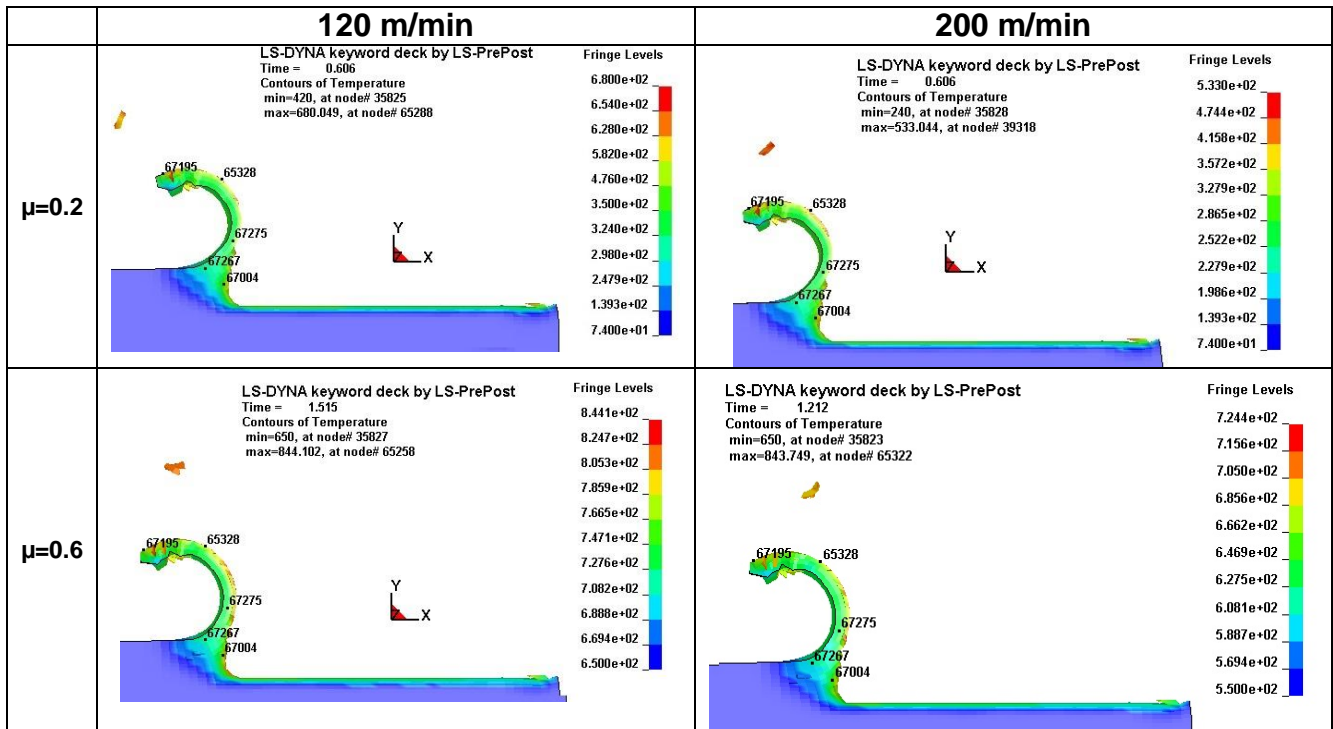 120 m/min
200 m/min
μ=0.2
LS-DYNA keyword deck by LS-PrePost
Time = 0.606
Contours of Temperature
min=420, at node# 35825
max=680.049, at node# 65288
67195
65328
67275
67267
67004
Y
Z
X
Fringe Levels
6.800e+02
6.540e+02
6.280e+02
5.820e+02
4.760e+02
3.500e+02
3.240e+02
2.980e+02
2.479e+02
1.393e+02
7.400e+01
LS-DYNA keyword deck by LS-PrePost
Time = 0.606
Contours of Temperature
min=240, at node# 35828
max=533.044, at node# 39318
67195
65328
67275
67267
67004
Y
Z
X
Fringe Levels
5.330e+02
4.744e+02
4.158e+02
3.572e+02
3.279e+02
2.865e+02
2.522e+02
2.279e+02
1.986e+02
1.393e+02
7.400e+01
μ=0.6
LS-DYNA keyword deck by LS-PrePost
Time = 1.515
Contours of Temperature
min=650, at node# 35827
max=844.102, at node# 65258
67195
65328
67275
67267
67004
Y
Z
X
Fringe Levels
8.441e+02
8.247e+02
8.053e+02
7.859e+02
7.665e+02
7.471e+02
7.276e+02
7.082e+02
6.888e+02
6.694e+02
6.500e+02
LS-DYNA keyword deck by LS-PrePost
Time = 1.212
Contours of Temperature
min=650, at node# 35823
max=843.749, at node# 65322
67195
65328
67275
67267
67004
Fringe Levels
7.244e+02
7.156e+02
7.050e+02
6.856e+02
6.662e+02
6.469e+02
6.275e+02
6.081e+02
5.887e+02
5.694e+02
5.500e+02